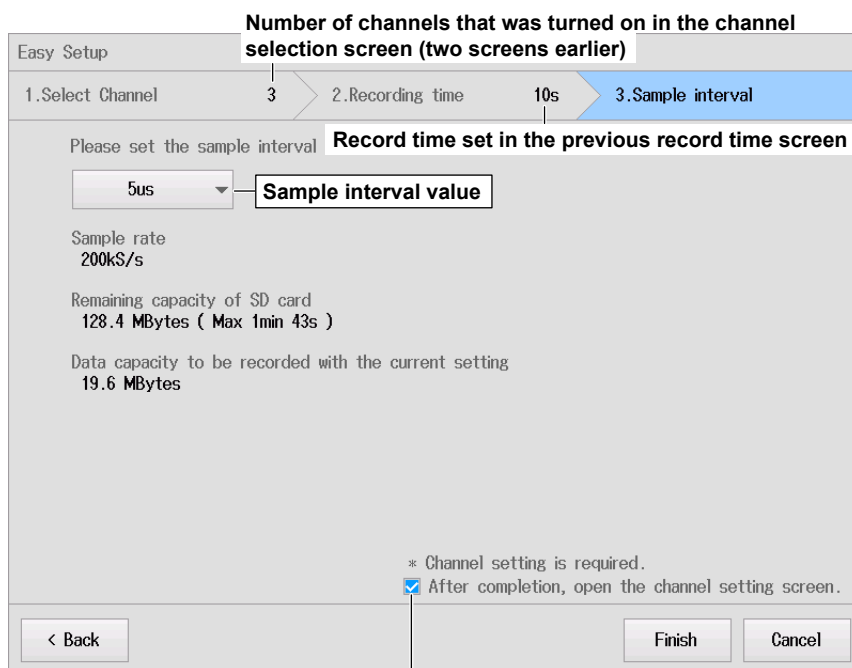 Number of channels that was turned on in the channel
selection screen (two screens earlier)
Easy Setup
1.Select Channel 3 2.Recording time 10s 3.Sample interval
Please set the sample interval
Record time set in the previous record time screen
5us
Sample interval value
Sample rate
200kS/s
Remaining capacity of SD card
128.4 MBytes ( Max 1min 43s )
Data capacity to be recorded with the current setting
19.6 MBytes
* Channel setting is required.
After completion, open the channel setting screen.
< Back Finish Cancel